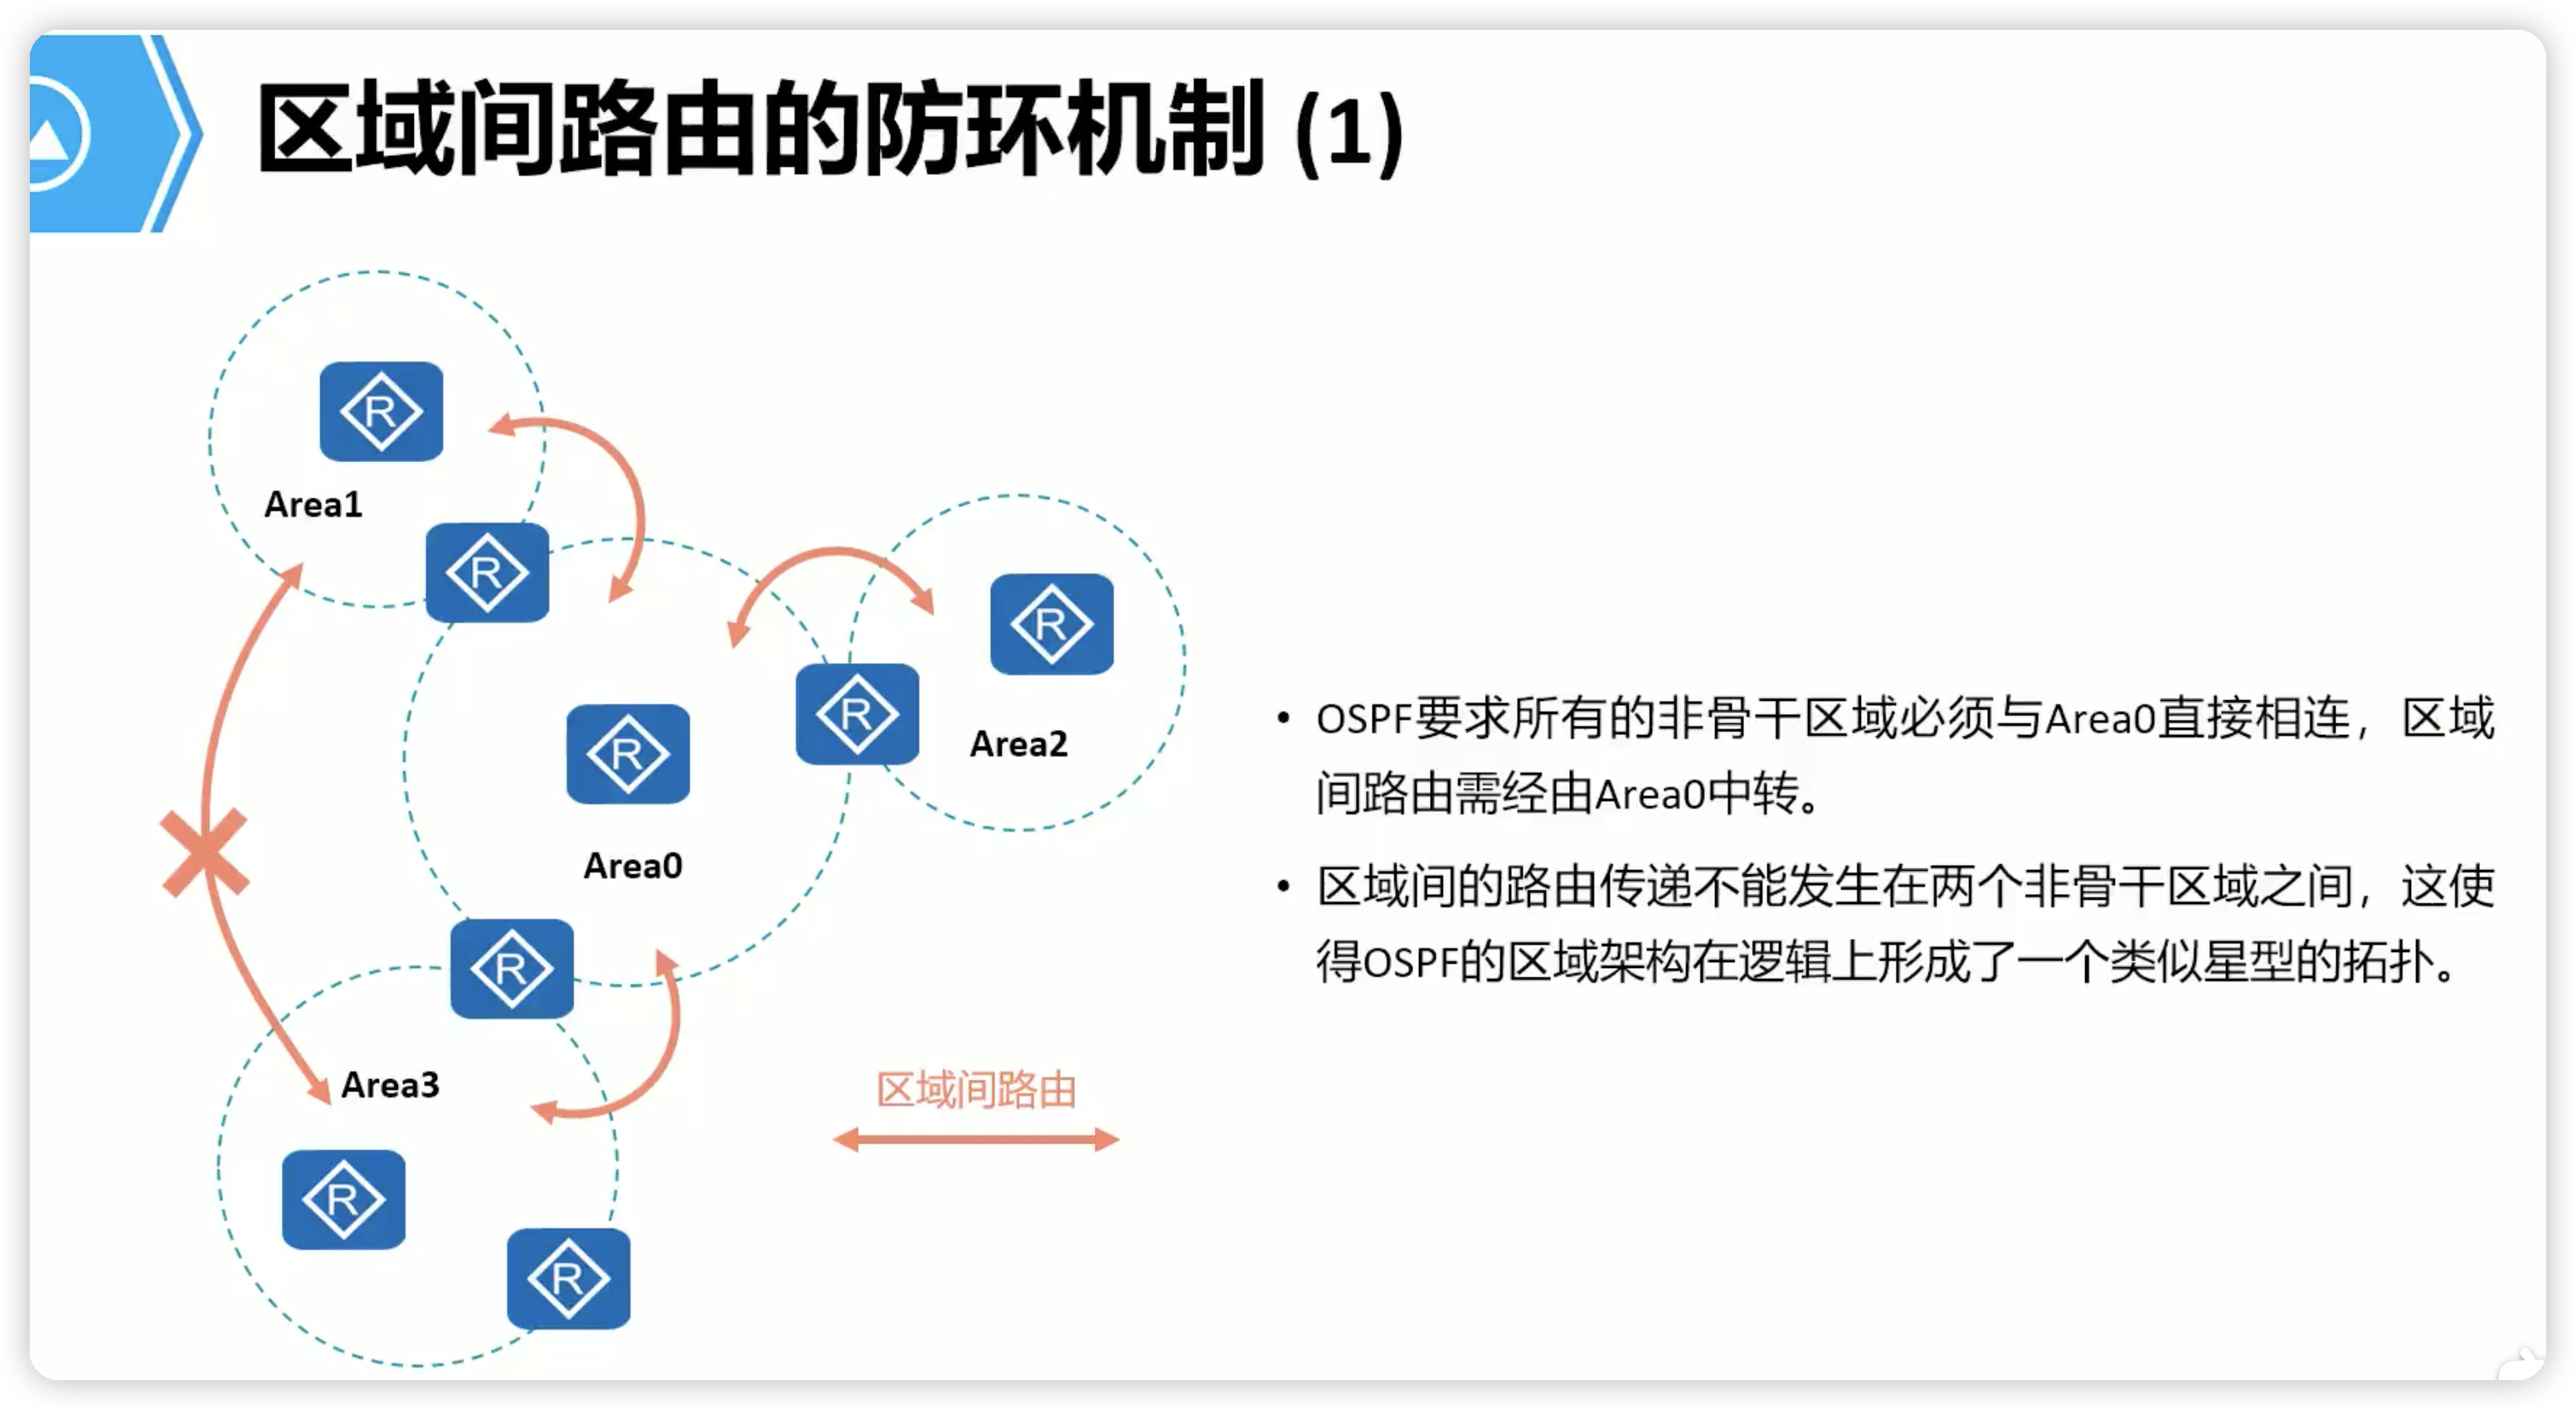 区域间路由的防环机制 (1)
R
Area1
R
R
R
Area2
R
Area0
R
Area3
R
R
区域间路由
• OSPF要求所有的非骨干区域必须与Area0直接相连，区域
间路由需经由Area0中转。
• 区域间的路由传递不能发生在两个非骨干区域之间，这使
得OSPF的区域架构在逻辑上形成了一个类似星型的拓扑。